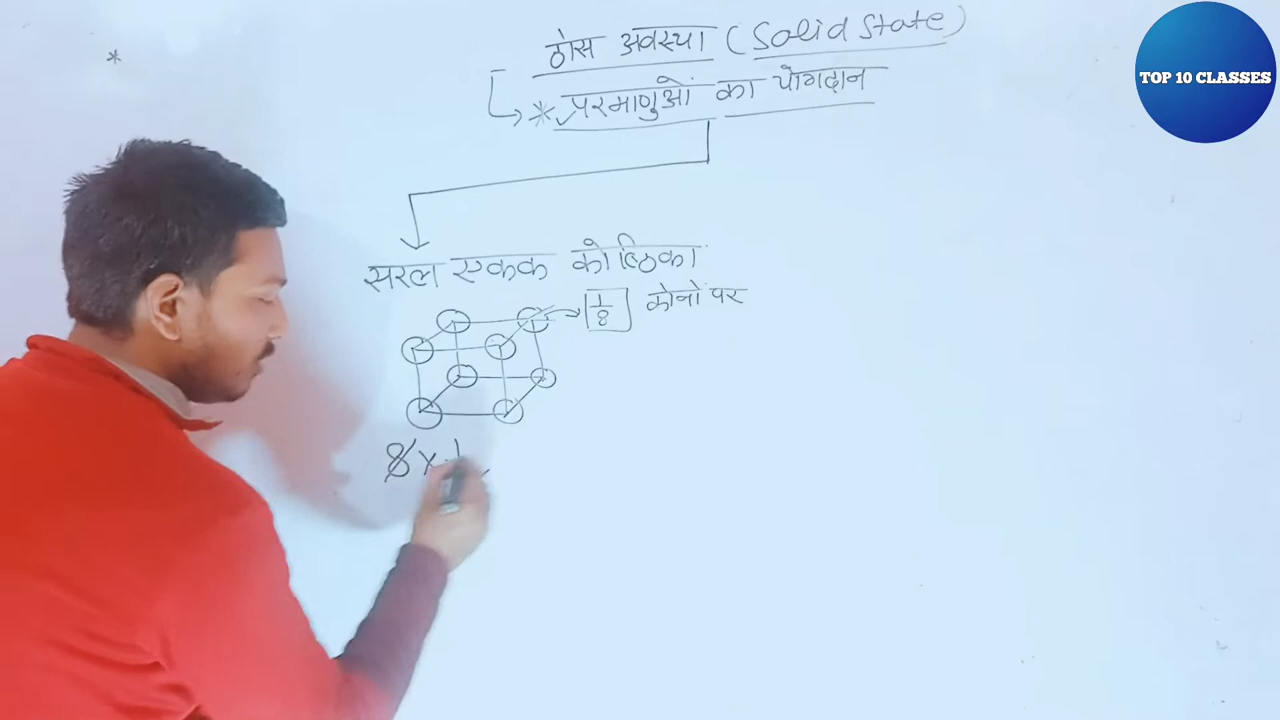 ठोस अवस्था (Solid State)
* परमाणुओं का योगदान
TOP 10 CLASSES
*
सरल एकक कोष्ठिका
1/8 कोनों पर
8 x 1